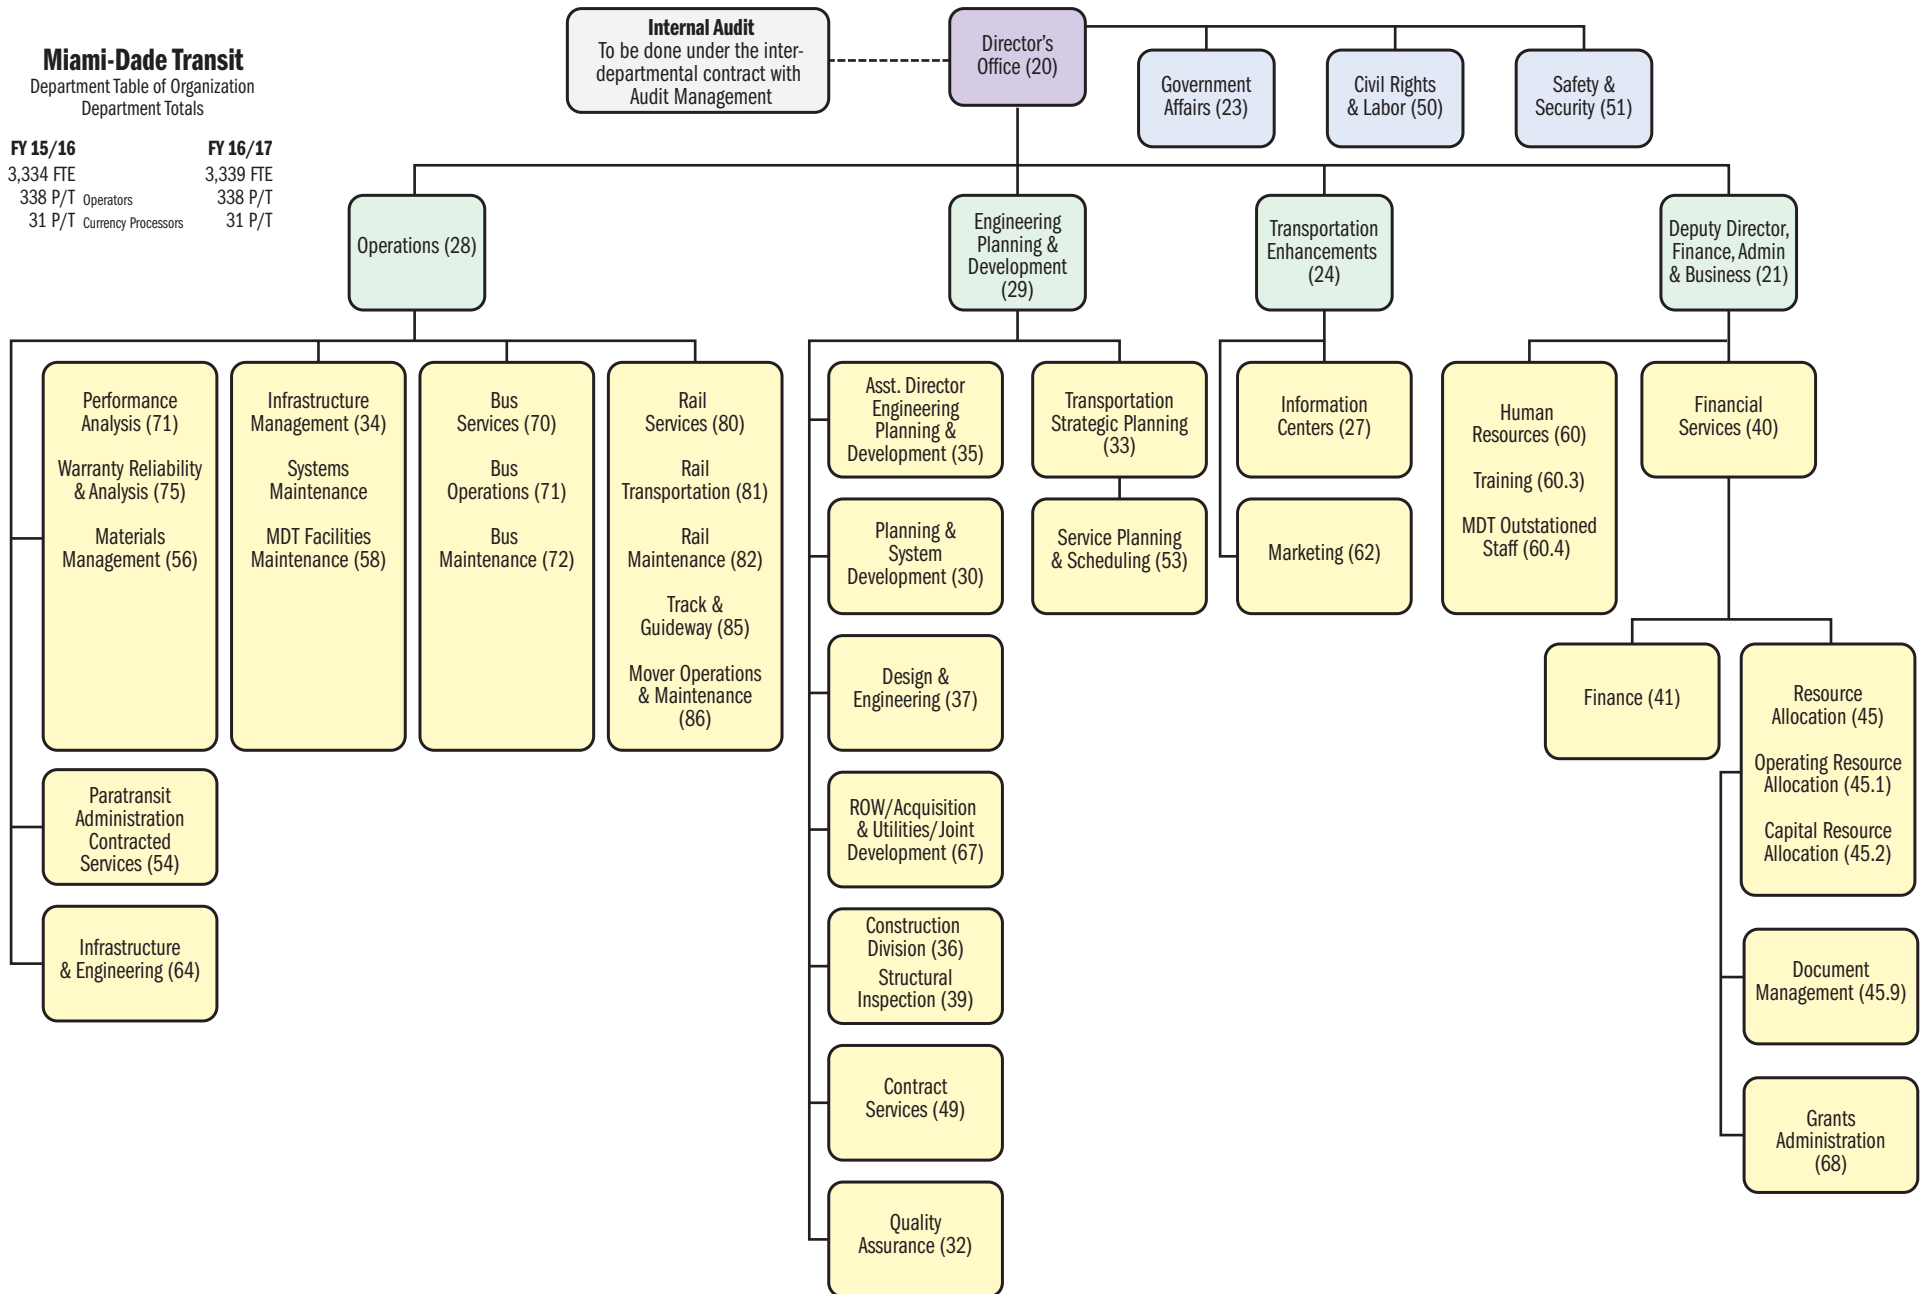 Miami-Dade Transit
Department Table of Organization
Department Totals
FY 15/16 FY 16/17
3,334 FTE 3,339 FTE
338 P/T Operators 338 P/T
31 P/T Currency Processors 31 P/T
Internal Audit
To be done under the inter-
departmental contract with
Audit Management
Director's
Office (20)
Government
Affairs (23)
Civil Rights
& Labor (50)
Safety &
Security (51)
Operations (28)
Engineering
Planning &
Development
(29)
Transportation
Enhancements
(24)
Deputy Director,
Finance, Admin
& Business (21)
Performance
Analysis (71)
Warranty Reliability
& Analysis (75)
Materials
Management (56)
Infrastructure
Management (34)
Systems
Maintenance
MDT Facilities
Maintenance (58)
Bus
Services (70)
Bus
Operations (71)
Bus
Maintenance (72)
Rail
Services (80)
Rail
Transportation (81)
Rail
Maintenance (82)
Track &
Guideway (85)
Mover Operations
& Maintenance
(86)
Paratransit
Administration
Contracted
Services (54)
Infrastructure
& Engineering (64)
Asst. Director
Engineering
Planning &
Development (35)
Planning &
System
Development (30)
Design &
Engineering (37)
ROW/Acquisition
& Utilities/Joint
Development (67)
Construction
Division (36)
Structural
Inspection (39)
Contract
Services (49)
Quality
Assurance (32)
Transportation
Strategic Planning
(33)
Service Planning
& Scheduling (53)
Information
Centers (27)
Marketing (62)
Human
Resources (60)
Training (60.3)
MDT Outstationed
Staff (60.4)
Financial
Services (40)
Finance (41)
Resource
Allocation (45)
Operating Resource
Allocation (45.1)
Capital Resource
Allocation (45.2)
Document
Management (45.9)
Grants
Administration
(68)